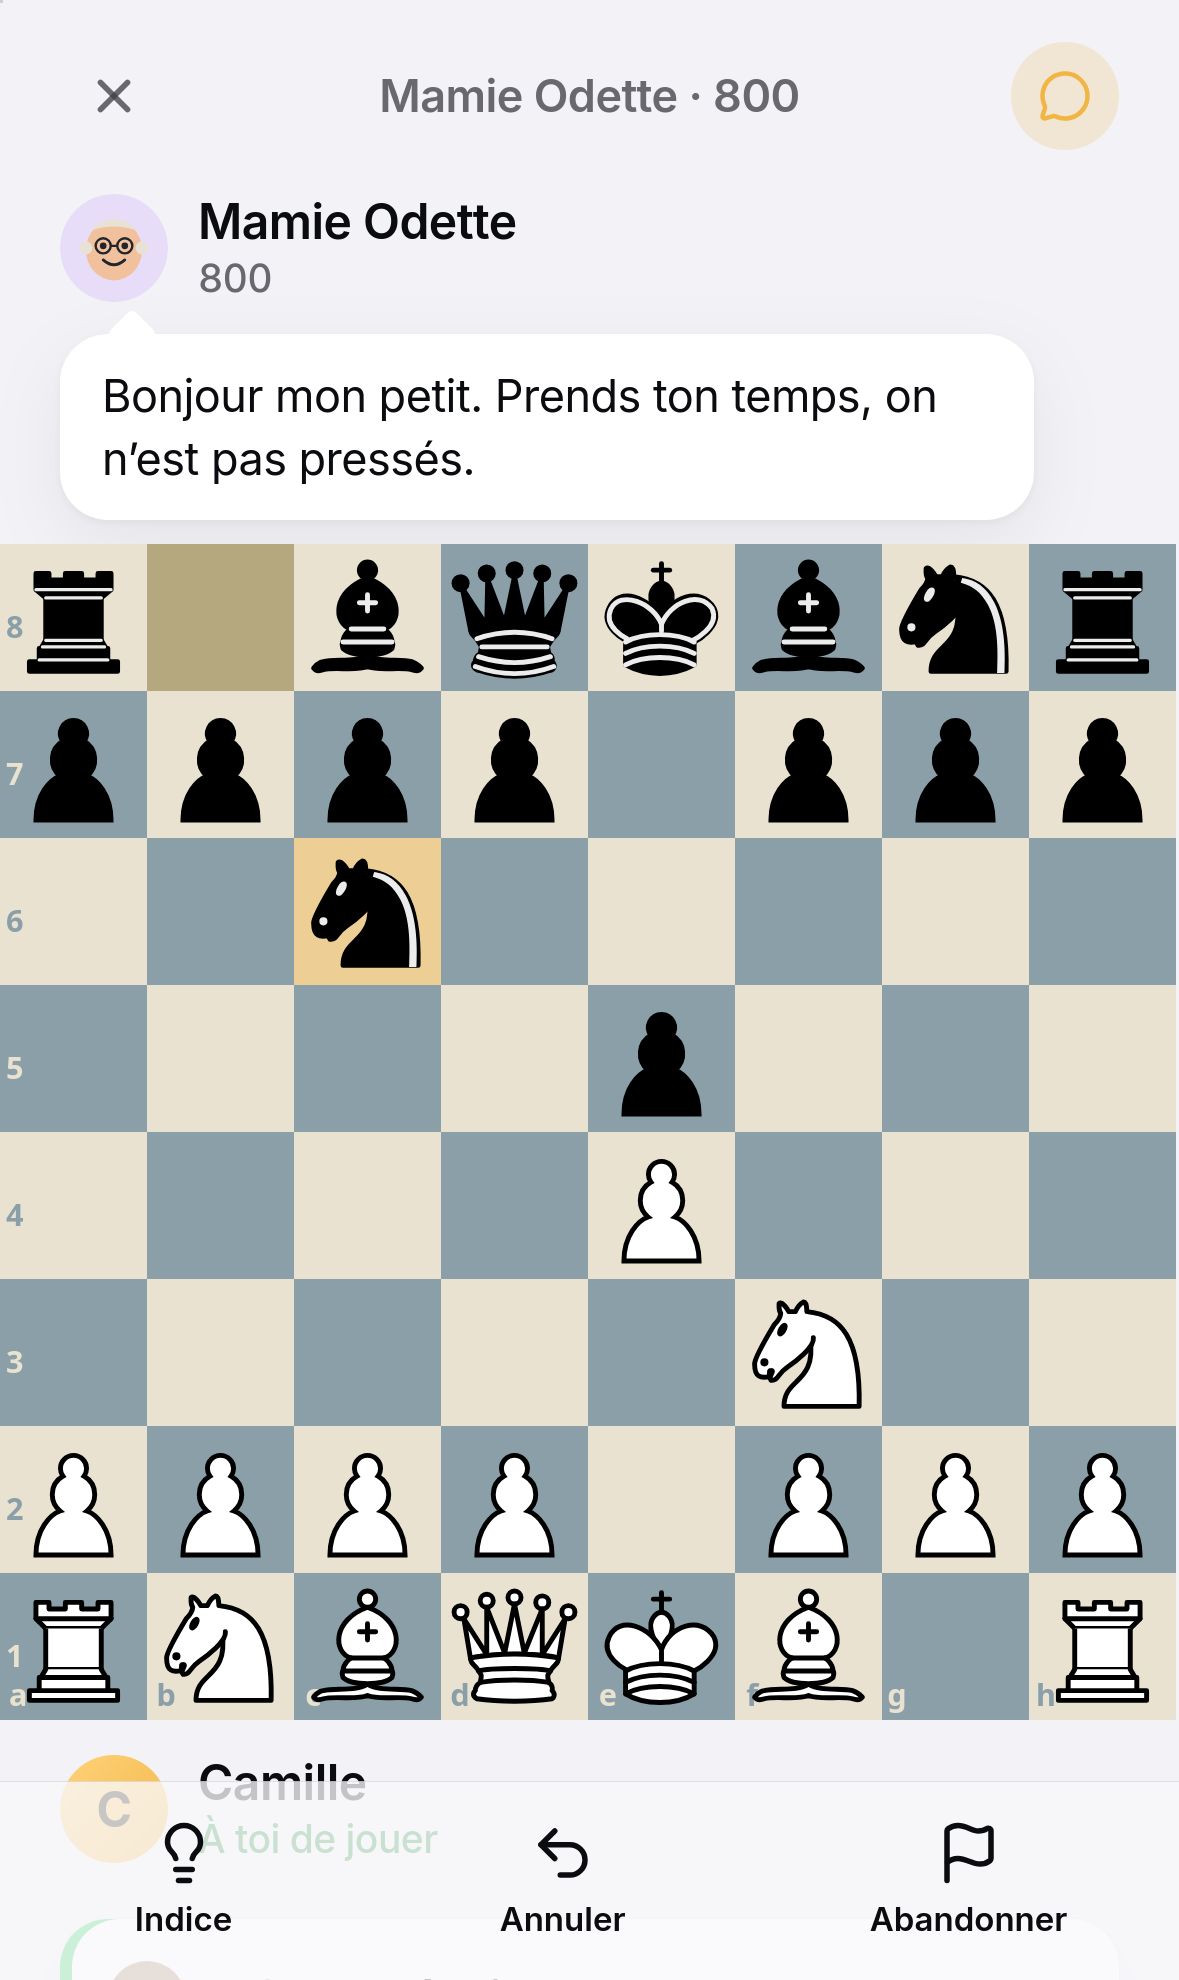 Mamie Odette · 800
Mamie Odette
800
Bonjour mon petit. Prends ton temps, on
n’est pas pressés.
8
7
6
5
4
3
2
1
a b c d e f g h
Camille
C
À toi de jouer
Indice Annuler Abandonner